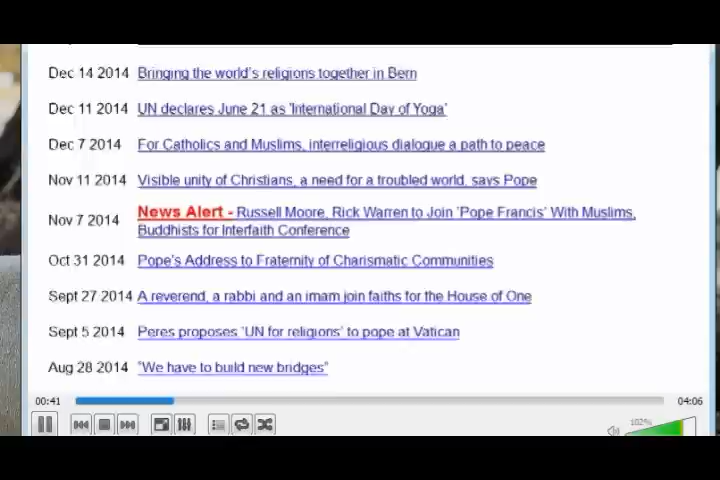 Dec 14 2014 Bringing the world's religions together in Bern
Dec 11 2014 UN declares June 21 as 'International Day of Yoga'
Dec 7 2014 For Catholics and Muslims, interreligious dialogue a path to peace
Nov 11 2014 Visible unity of Christians, a need for a troubled world, says Pope
Nov 7 2014 News Alert - Russell Moore, Rick Warren to Join 'Pope Francis' With Muslims,
Buddhists for Interfaith Conference
Oct 31 2014 Pope's Address to Fraternity of Charismatic Communities
Sept 27 2014 A reverend, a rabbi and an imam join faiths for the House of One
Sept 5 2014 Peres proposes 'UN for religions' to pope at Vatican
Aug 28 2014 "We have to build new bridges"
00:41 04:06
102%